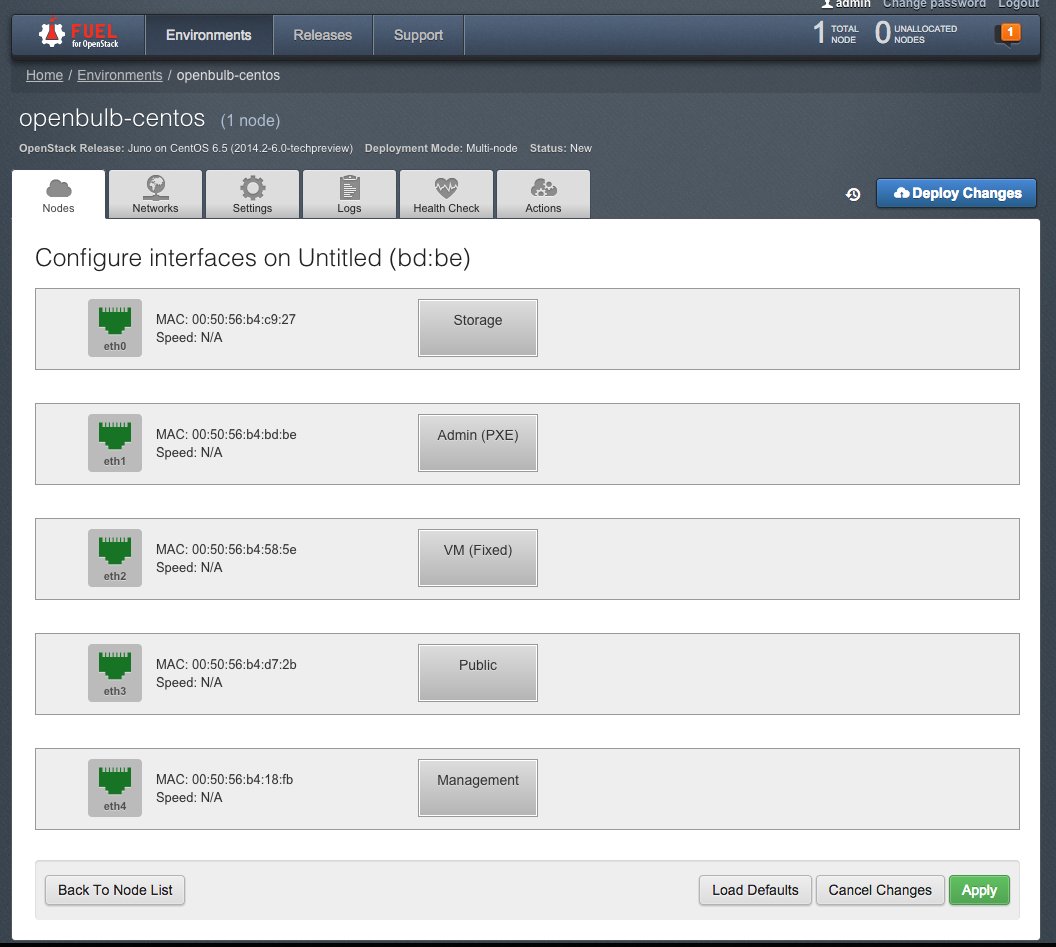 admin Change password Logout
FUEL for OpenStack
Environments Releases Support
1 TOTAL NODE 0 UNALLOCATED NODES 1
Home / Environments / openbulb-centos
openbulb-centos (1 node)
OpenStack Release: Juno on CentOS 6.5 (2014.2-6.0-techpreview) Deployment Mode: Multi-node Status: New
Nodes Networks Settings Logs Health Check Actions
Deploy Changes
Configure interfaces on Untitled (bd:be)
eth0
MAC: 00:50:56:b4:c9:27
Speed: N/A
Storage
eth1
MAC: 00:50:56:b4:bd:be
Speed: N/A
Admin (PXE)
eth2
MAC: 00:50:56:b4:58:5e
Speed: N/A
VM (Fixed)
eth3
MAC: 00:50:56:b4:d7:2b
Speed: N/A
Public
eth4
MAC: 00:50:56:b4:18:fb
Speed: N/A
Management
Back To Node List Load Defaults Cancel Changes Apply